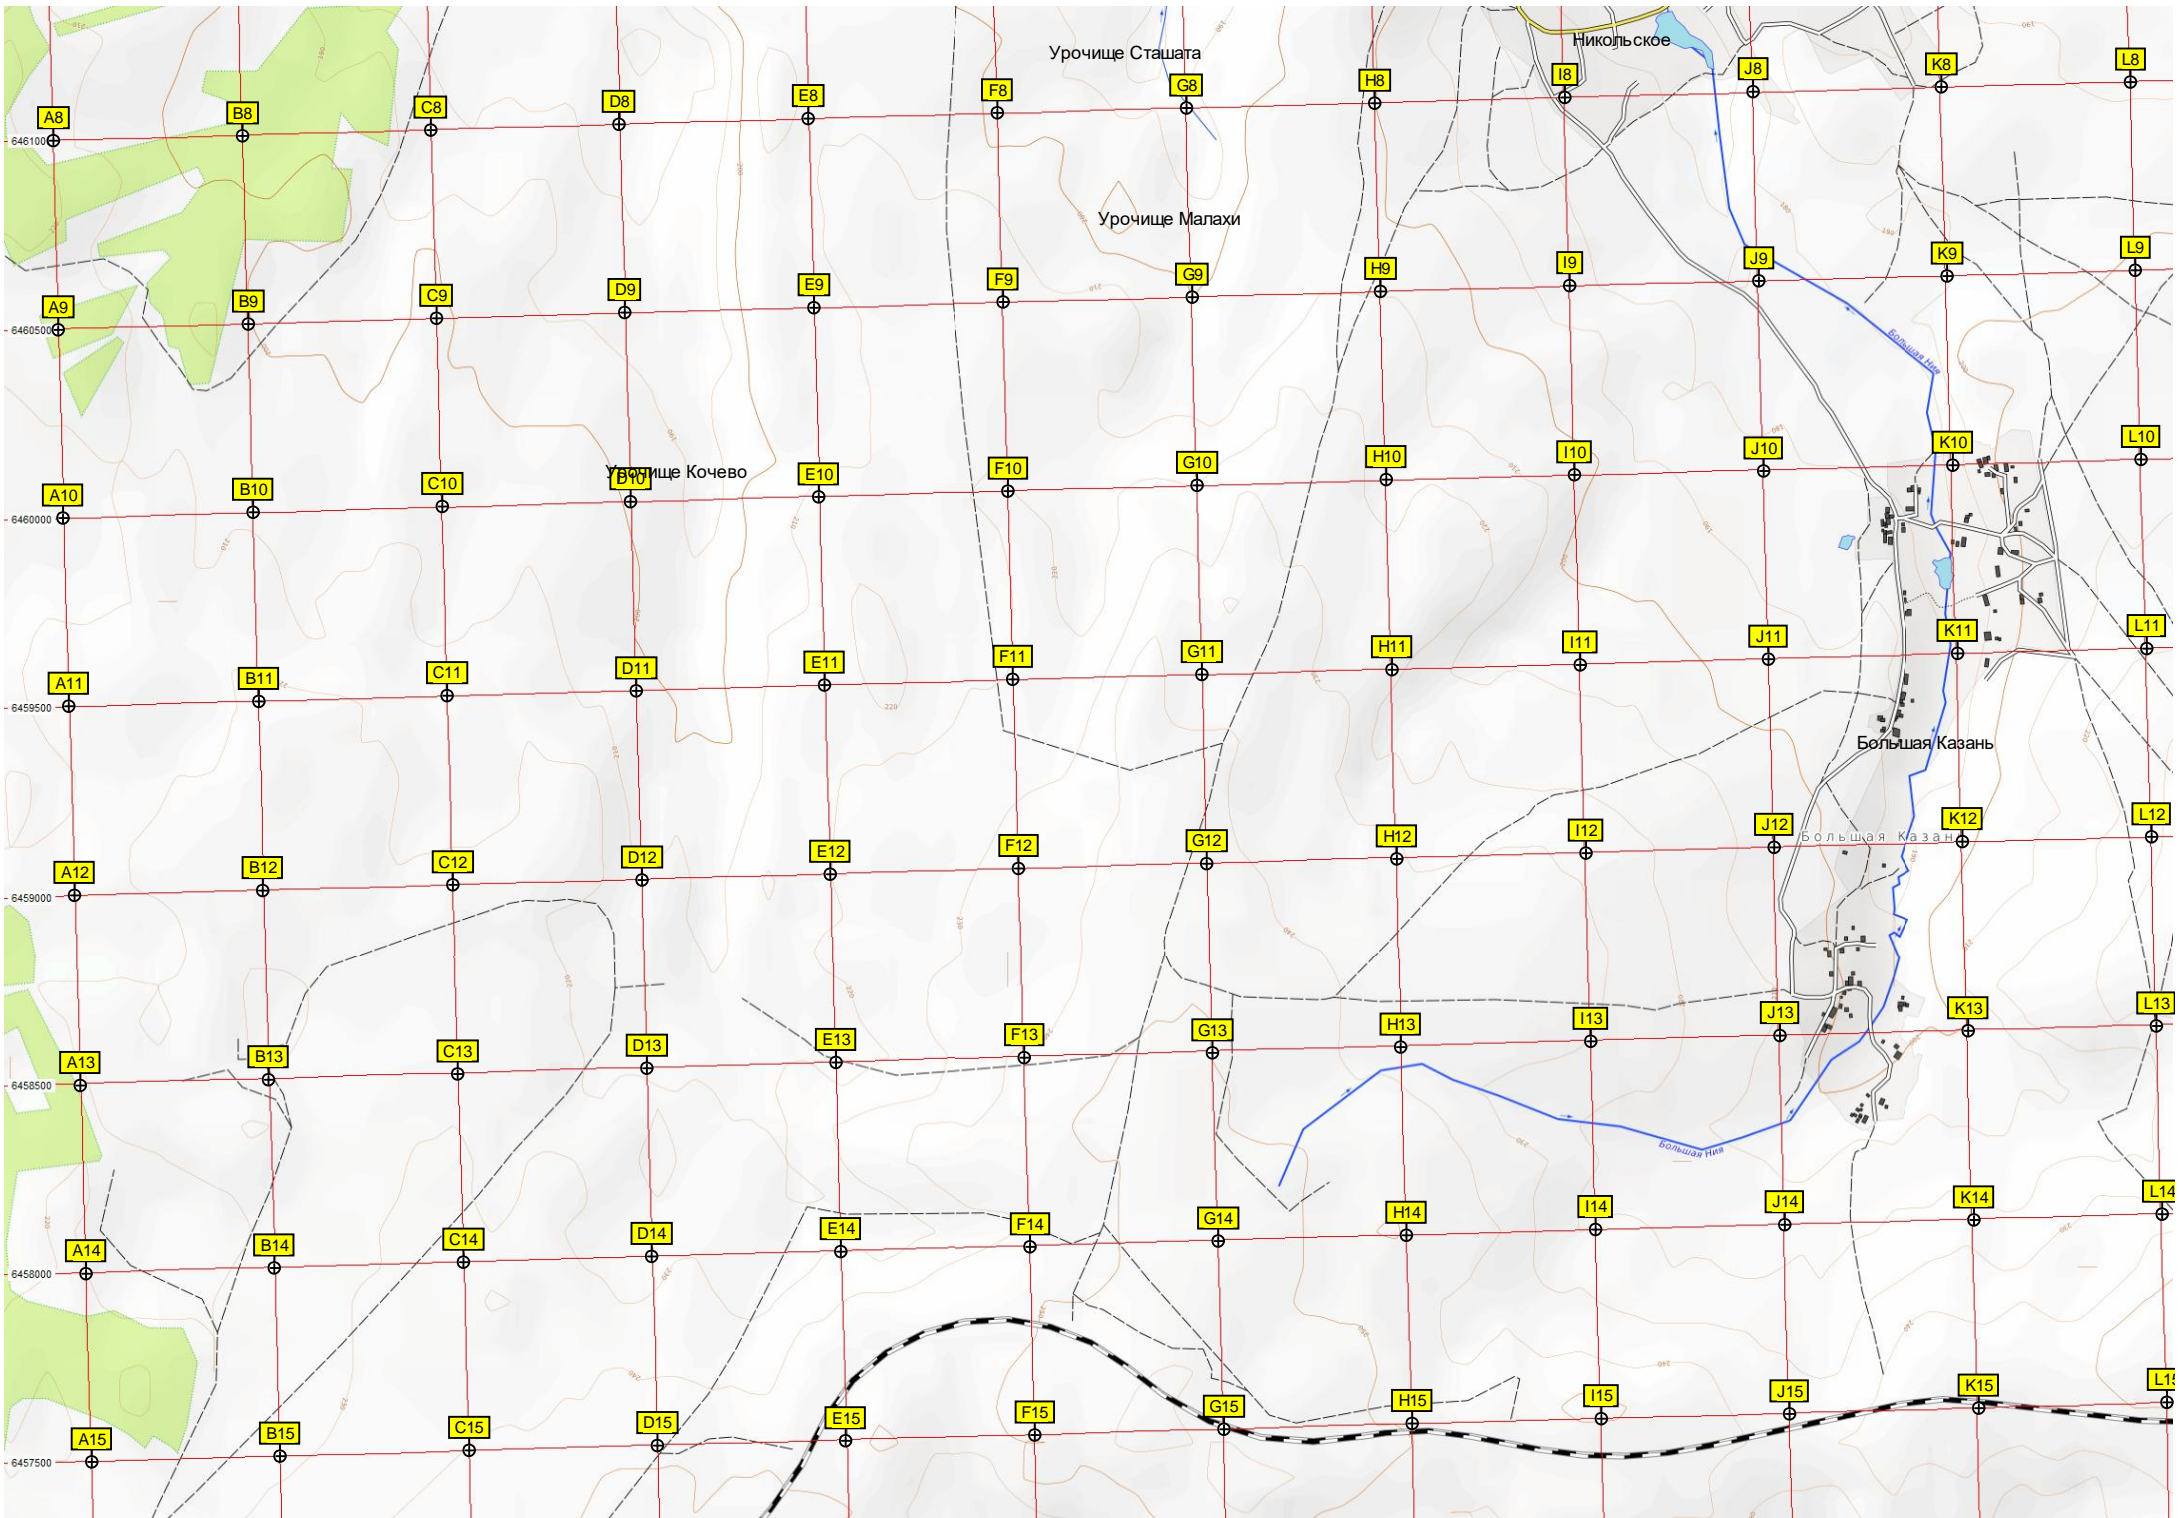 Урочище Сташата
Никольское
A8 B8 C8 D8 E8 F8 G8 H8 I8 J8 K8 L8
6461000
Урочище Малахи
A9 B9 C9 D9 E9 F9 G9 H9 I9 J9 K9 L9
6460500
Большая Ния
Урочище Кочево
A10 B10 C10 D10 E10 F10 G10 H10 I10 J10 K10 L10
6460000
A11 B11 C11 D11 E11 F11 G11 H11 I11 J11 K11 L11
6459500
Большая Казань
A12 B12 C12 D12 E12 F12 G12 H12 I12 J12 K12 L12
Большая Казан
6459000
A13 B13 C13 D13 E13 F13 G13 H13 I13 J13 K13 L13
6458500
Большая Ния
A14 B14 C14 D14 E14 F14 G14 H14 I14 J14 K14 L14
6458000
A15 B15 C15 D15 E15 F15 G15 H15 I15 J15 K15 L15
6457500